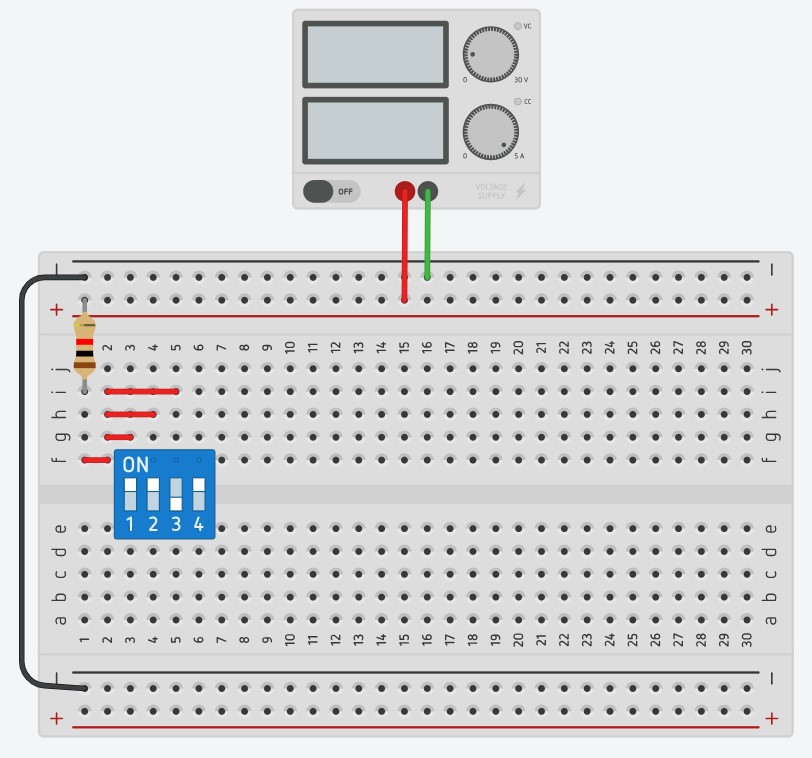 VC
0 30 V
CC
0 5 A
OFF VOLTAGE SUPPLY
− −
+ +
2 3 4 5 6 7 8 9 10 11 12 13 14 15 16 17 18 19 20 21 22 23 24 25 26 27 28 29 30
j j
i i
h h
g g
f f
ON
1 2 3 4
e e
d d
c c
b b
a a
1 2 3 4 5 6 7 8 9 10 11 12 13 14 15 16 17 18 19 20 21 22 23 24 25 26 27 28 29 30
− −
+ +